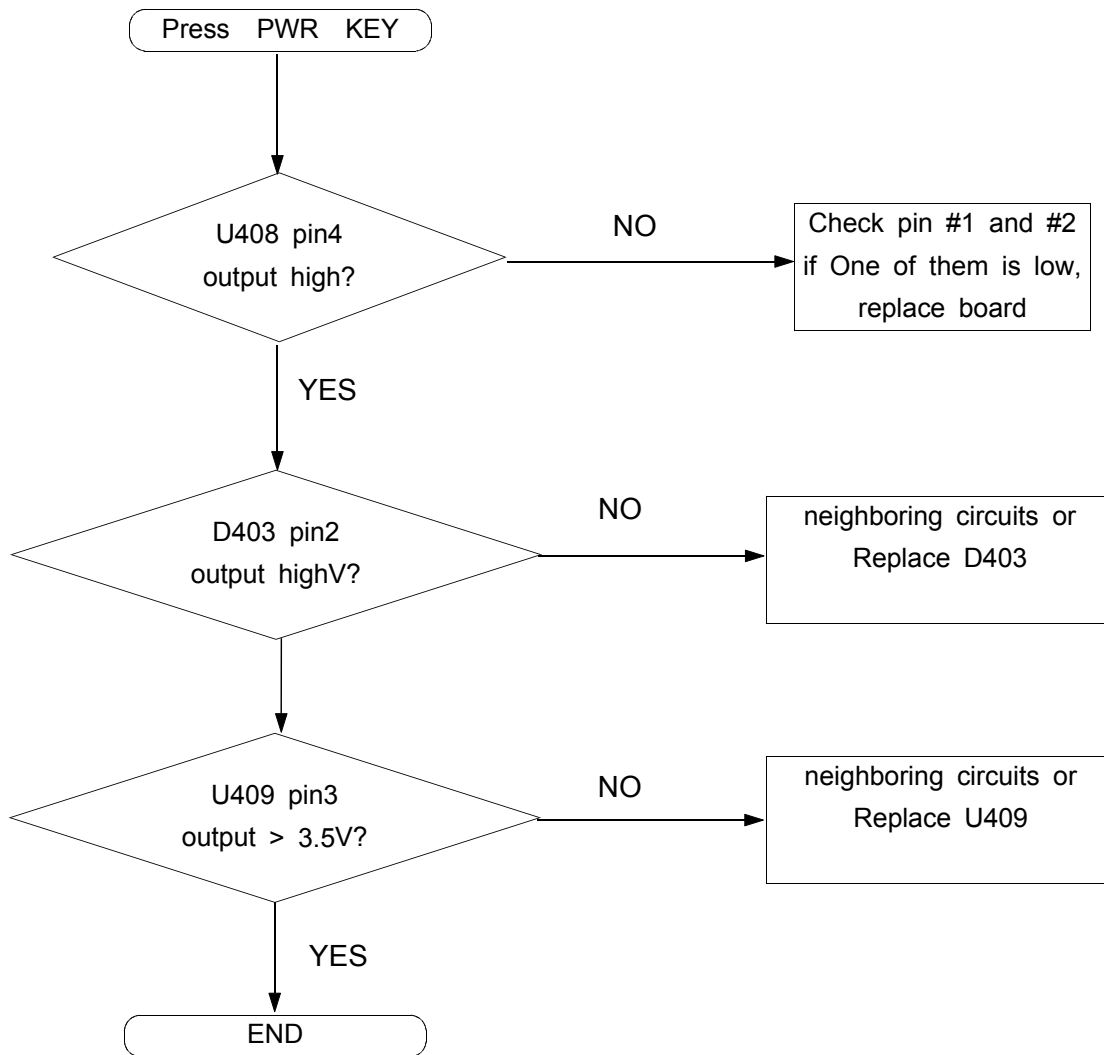 Press PWR KEY
U408 pin4
output high?
NO
Check pin #1 and #2
if One of them is low,
replace board
YES
D403 pin2
output highV?
NO
neighboring circuits or
Replace D403
U409 pin3
output > 3.5V?
NO
neighboring circuits or
Replace U409
YES
END